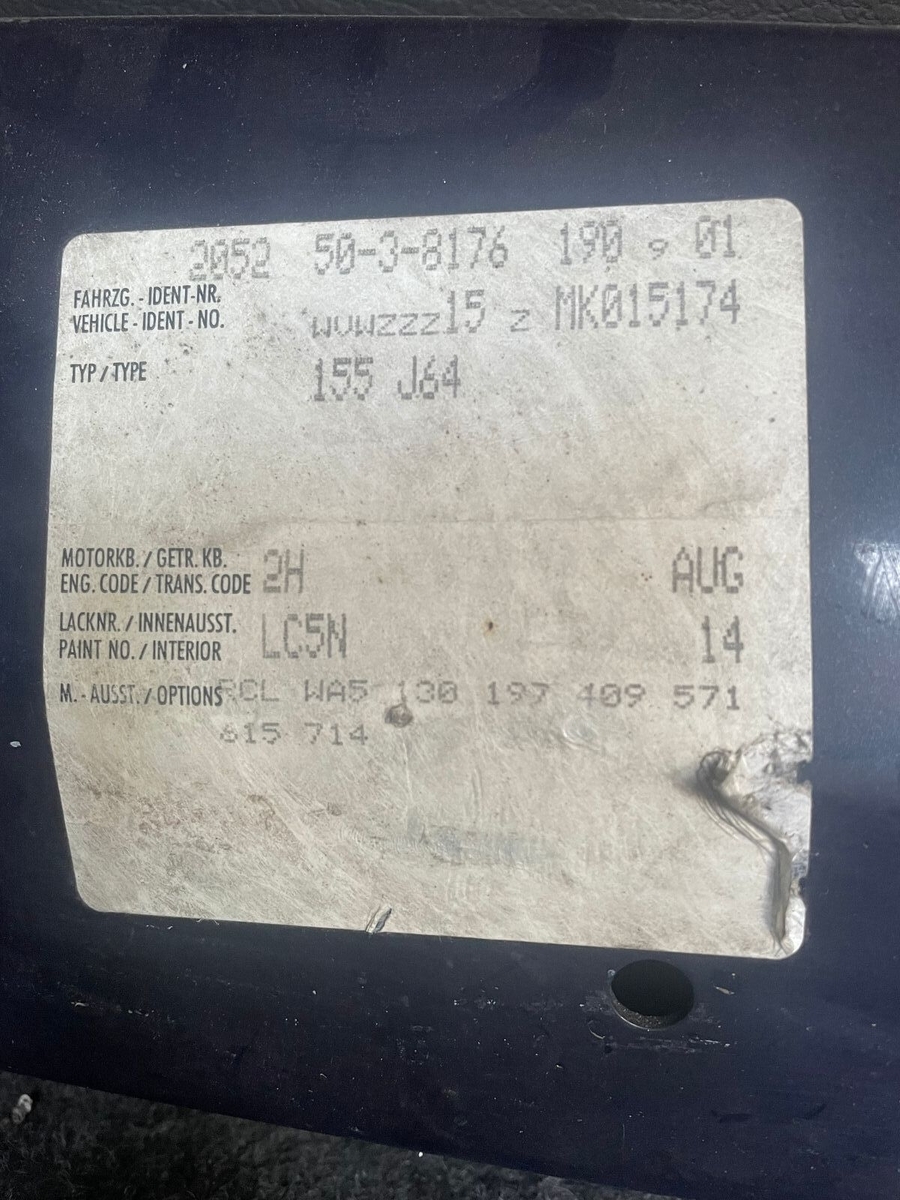 2052 50-3-8176 190 9 01
FAHRZG. - IDENT-NR.
VEHICLE - IDENT - NO. WVWZZZ15 Z MK015174
TYP / TYPE 155 J64
MOTORKB. / GETR. KB.
ENG. CODE / TRANS. CODE 2H AUG
LACKNR. / INNENAUSST.
PAINT NO. / INTERIOR LC5N 14
M. - AUSST. / OPTIONS RCL WA5 130 197 409 571
615 714